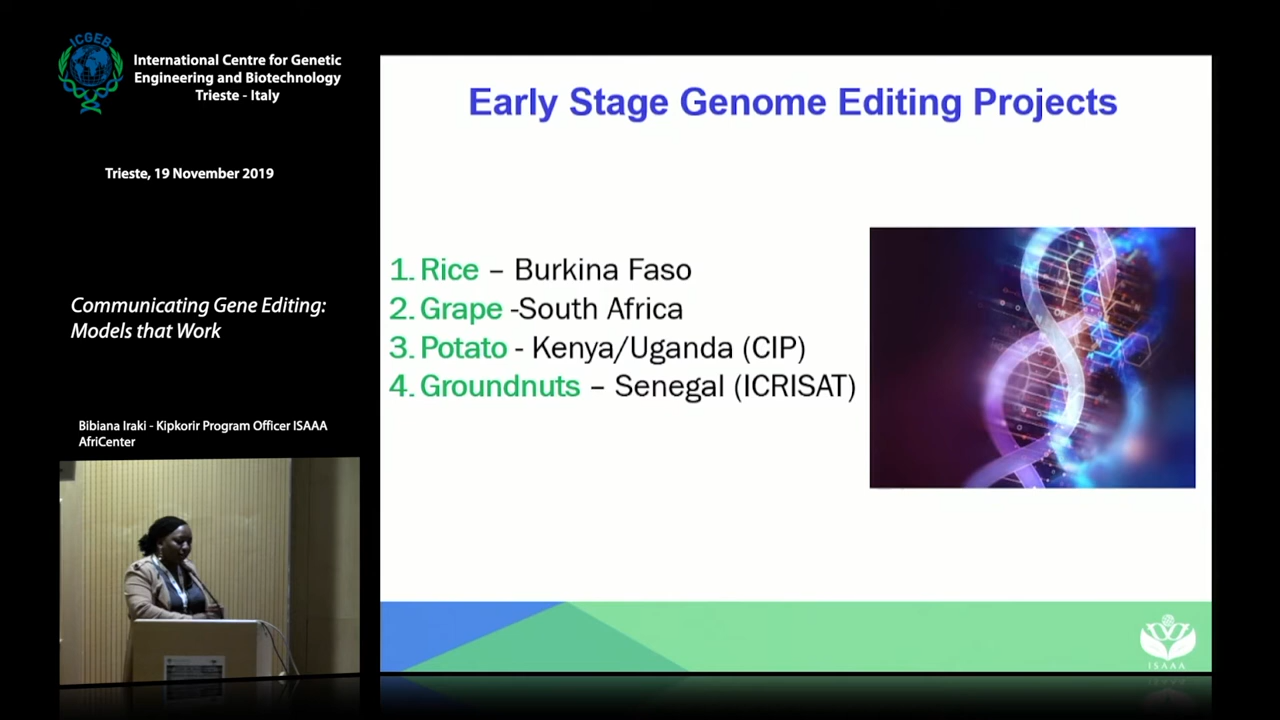 ICGEB
International Centre for Genetic
Engineering and Biotechnology
Trieste - Italy
Trieste, 19 November 2019
Communicating Gene Editing:
Models that Work
Bibiana Iraki - Kipkorir Program Officer ISAAA
AfriCenter
Early Stage Genome Editing Projects
1. Rice – Burkina Faso
2. Grape -South Africa
3. Potato - Kenya/Uganda (CIP)
4. Groundnuts – Senegal (ICRISAT)
ISAAA